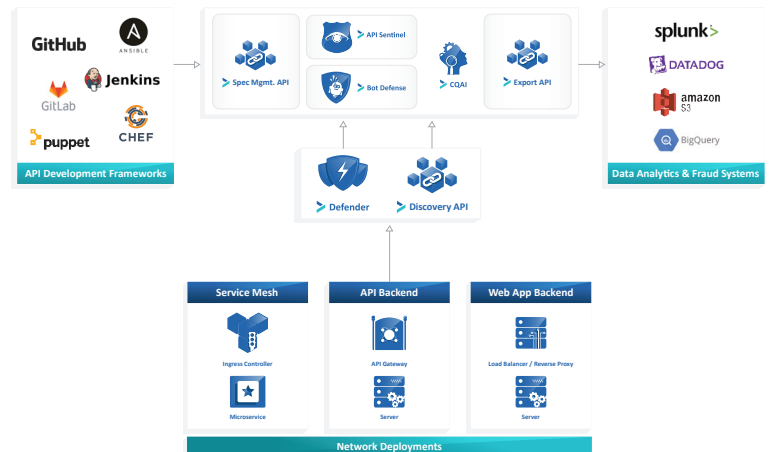 GitHub
ANSIBLE
GitLab
Jenkins
puppet
CHEF
API Development Frameworks
Spec Mgmt. API
API Sentinel
Bot Defense
CQAI
Export API
splunk>
DATADOG
amazon
S3
BigQuery
Data Analytics & Fraud Systems
Defender
Discovery API
Service Mesh
API Backend
Web App Backend
Ingress Controller
API Gateway
Load Balancer / Reverse Proxy
Microservice
Server
Server
Network Deployments